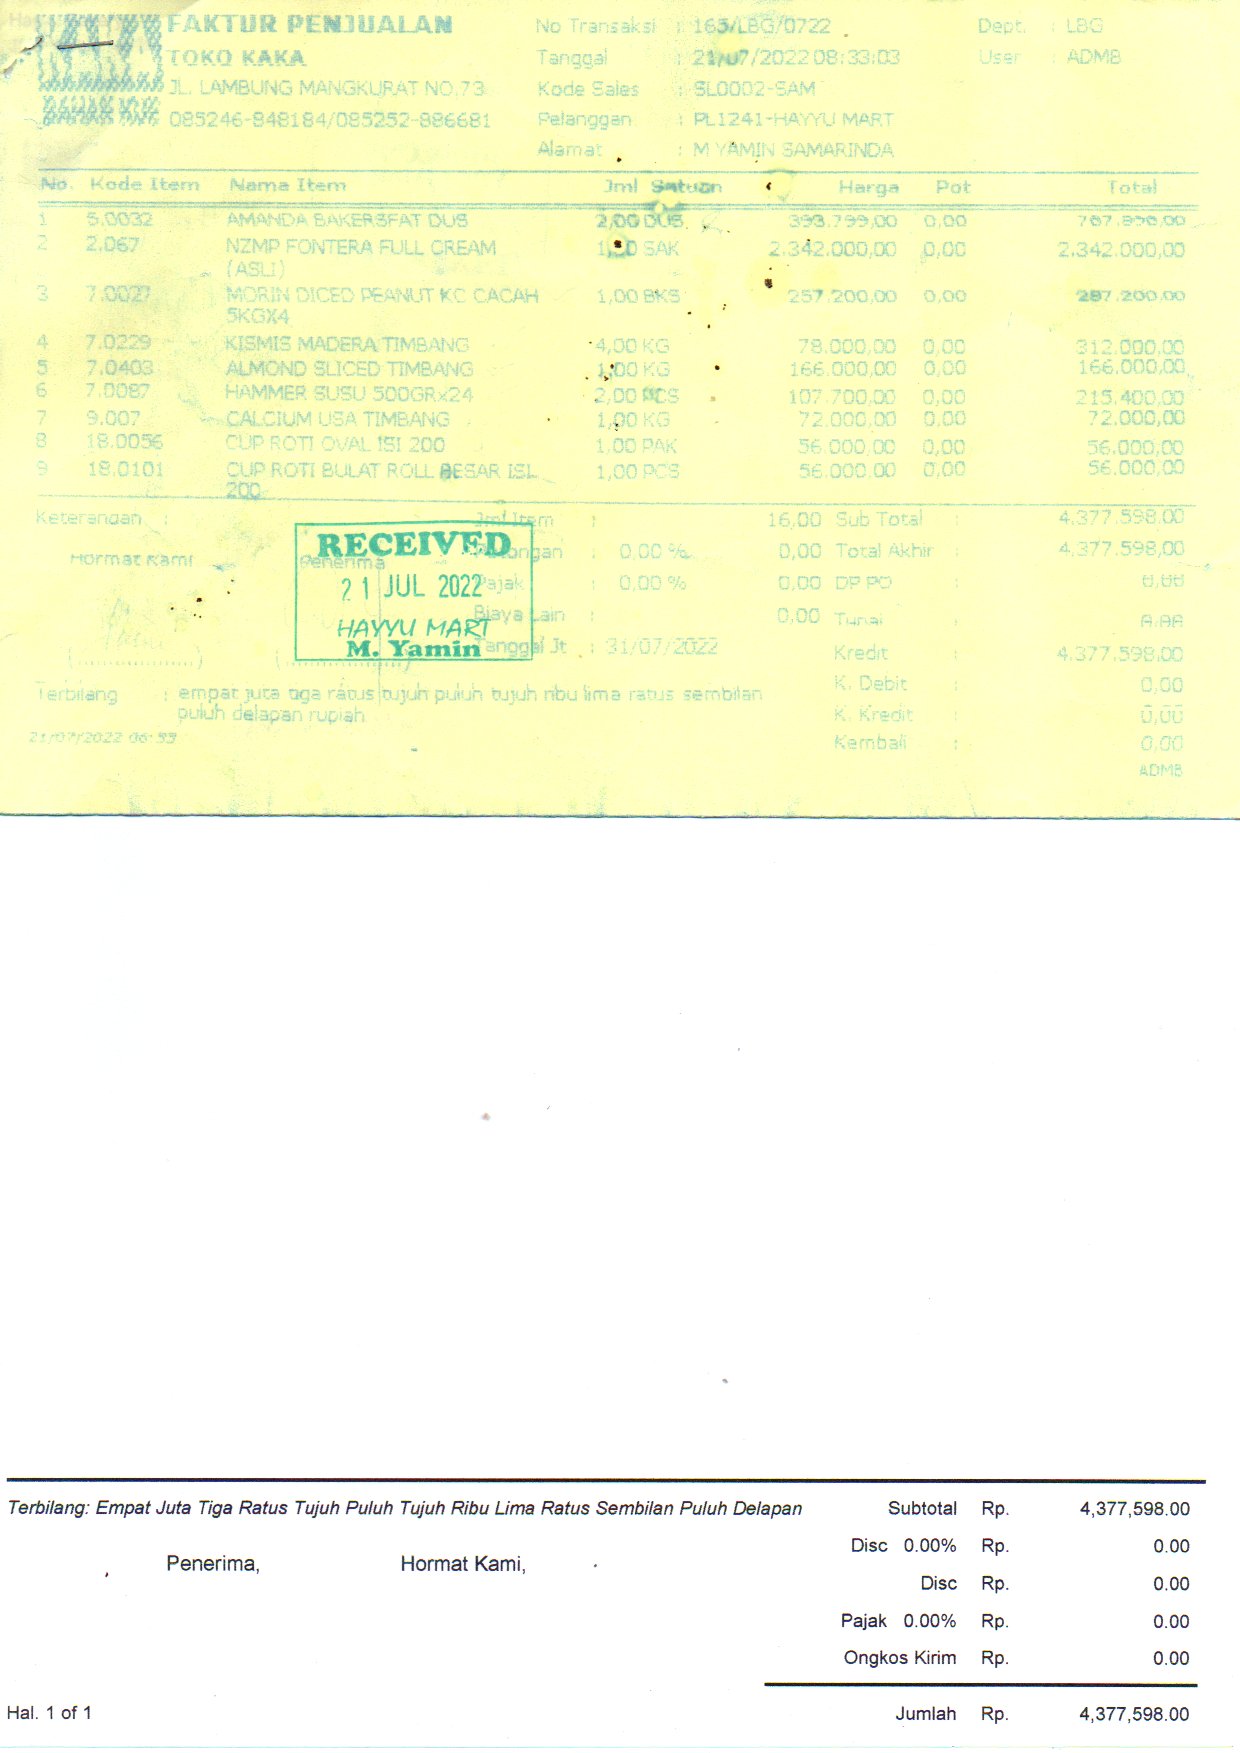 FAKTUR PENJUALAN
TOKO KAKA
JL. LAMBUNG MANGKURAT NO.73
085246-848184/085252-886681
No Transaksi : 165/LBG/0722
Tanggal : 21/07/2022 08:33:03
Kode Sales : SL0002-SAM
Pelanggan : PL1241-HAYYU MART
Alamat : M YAMIN SAMARINDA
Dept. : LBG
User : ADMB
No. Kode Item Nama Item Jml Satuan Harga Pot Total
1 5.0032 AMANDA BAKERSFAT DUS 2,00 DUS 0,00
2 2.067 NZMP FONTERA FULL CREAM SAK 2.342.000,00 0,00 2.342.000,00
(ASLI)
3 7.0027 MORIN DICED PEANUT KC CACAH 1,00 BKS 0,00
5KGX4
4 7.0229 KISMIS MADERA TIMBANG 4,00 KG 78.000,00 0,00 312.000,00
5 7.0403 ALMOND SLICED TIMBANG 1,00 KG 166.000,00 0,00 166.000,00
6 7.0087 HAMMER SUSU 500GRx24 2,00 PCS 107.700,00 0,00 215.400,00
7 9.007 CALCIUM USA TIMBANG 1,00 KG 72.000,00 0,00 72.000,00
8 18.0056 CUP ROTI OVAL ISI 200 1,00 PAK 56.000,00 0,00 56.000,00
9 18.0101 CUP ROTI BULAT ROLL BESAR ISI 1,00 PCS 56.000,00 0,00 56.000,00
200
Keterangan :
Hormat Kami
Penerima
Jml Item : 16,00
Potongan : 0,00 % 0,00
Pajak : 0,00 % 0,00
Biaya Lain : 0,00
Tanggal Jt : 31/07/2022
Sub Total : 4.377.598,00
Total Akhir : 4.377.598,00
DP PO : 0,00
Tunai : 0,00
Kredit : 4.377.598,00
K. Debit : 0,00
K. Kredit : 0,00
Kembali : 0,00
ADMB
RECEIVED
21 JUL 2022
HAYYU MART
M. Yamin
Terbilang : empat juta tiga ratus tujuh puluh tujuh ribu lima ratus sembilan
puluh delapan rupiah
21/07/2022
Terbilang: Empat Juta Tiga Ratus Tujuh Puluh Tujuh Ribu Lima Ratus Sembilan Puluh Delapan
Penerima,
Hormat Kami,
Subtotal Rp. 4,377,598.00
Disc 0.00% Rp. 0.00
Disc Rp. 0.00
Pajak 0.00% Rp. 0.00
Ongkos Kirim Rp. 0.00
Hal. 1 of 1
Jumlah Rp. 4,377,598.00